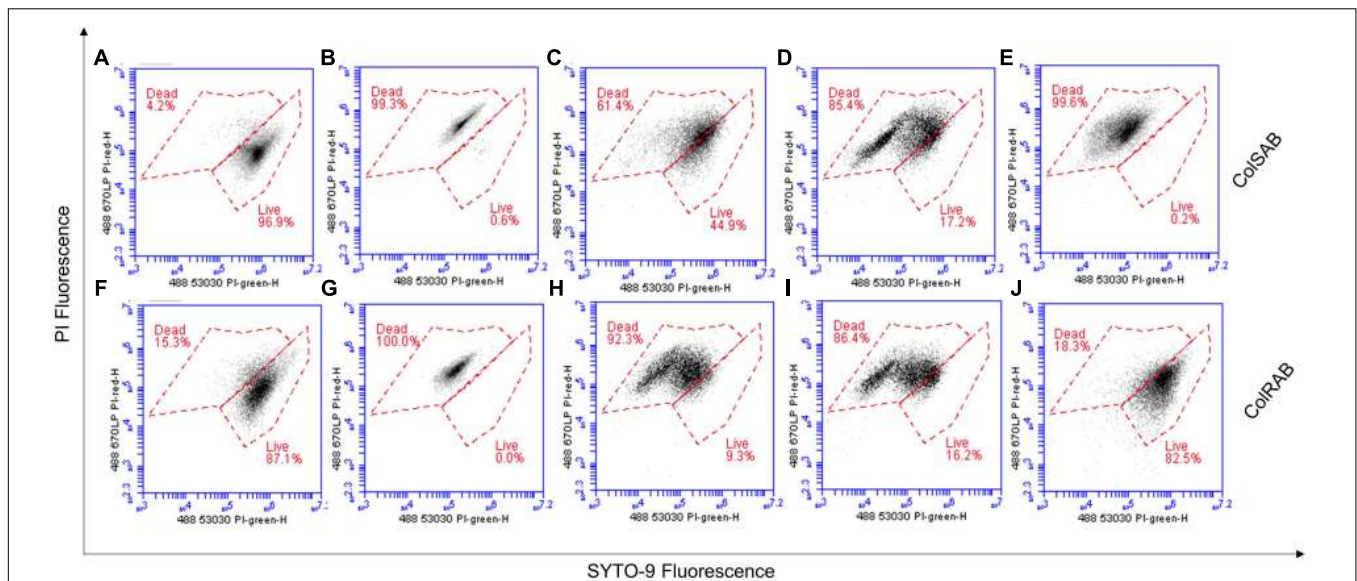 PI Fluorescence
A
Dead
4.2%
Live
96.9%
488 670LP PI-red-H
488 53030 PI-green-H
B
Dead
99.3%
Live
0.6%
488 670LP PI-red-H
488 53030 PI-green-H
C
Dead
61.4%
Live
44.9%
488 670LP PI-red-H
488 53030 PI-green-H
D
Dead
85.4%
Live
17.2%
488 670LP PI-red-H
488 53030 PI-green-H
E
Dead
99.6%
Live
0.2%
488 670LP PI-red-H
488 53030 PI-green-H
ColSAB
F
Dead
15.3%
Live
87.1%
488 670LP PI-red-H
488 53030 PI-green-H
G
Dead
100.0%
Live
0.0%
488 670LP PI-red-H
488 53030 PI-green-H
H
Dead
92.3%
Live
9.3%
488 670LP PI-red-H
488 53030 PI-green-H
I
Dead
86.4%
Live
16.2%
488 670LP PI-red-H
488 53030 PI-green-H
J
Dead
18.3%
Live
82.5%
488 670LP PI-red-H
488 53030 PI-green-H
ColRAB
SYTO-9 Fluorescence